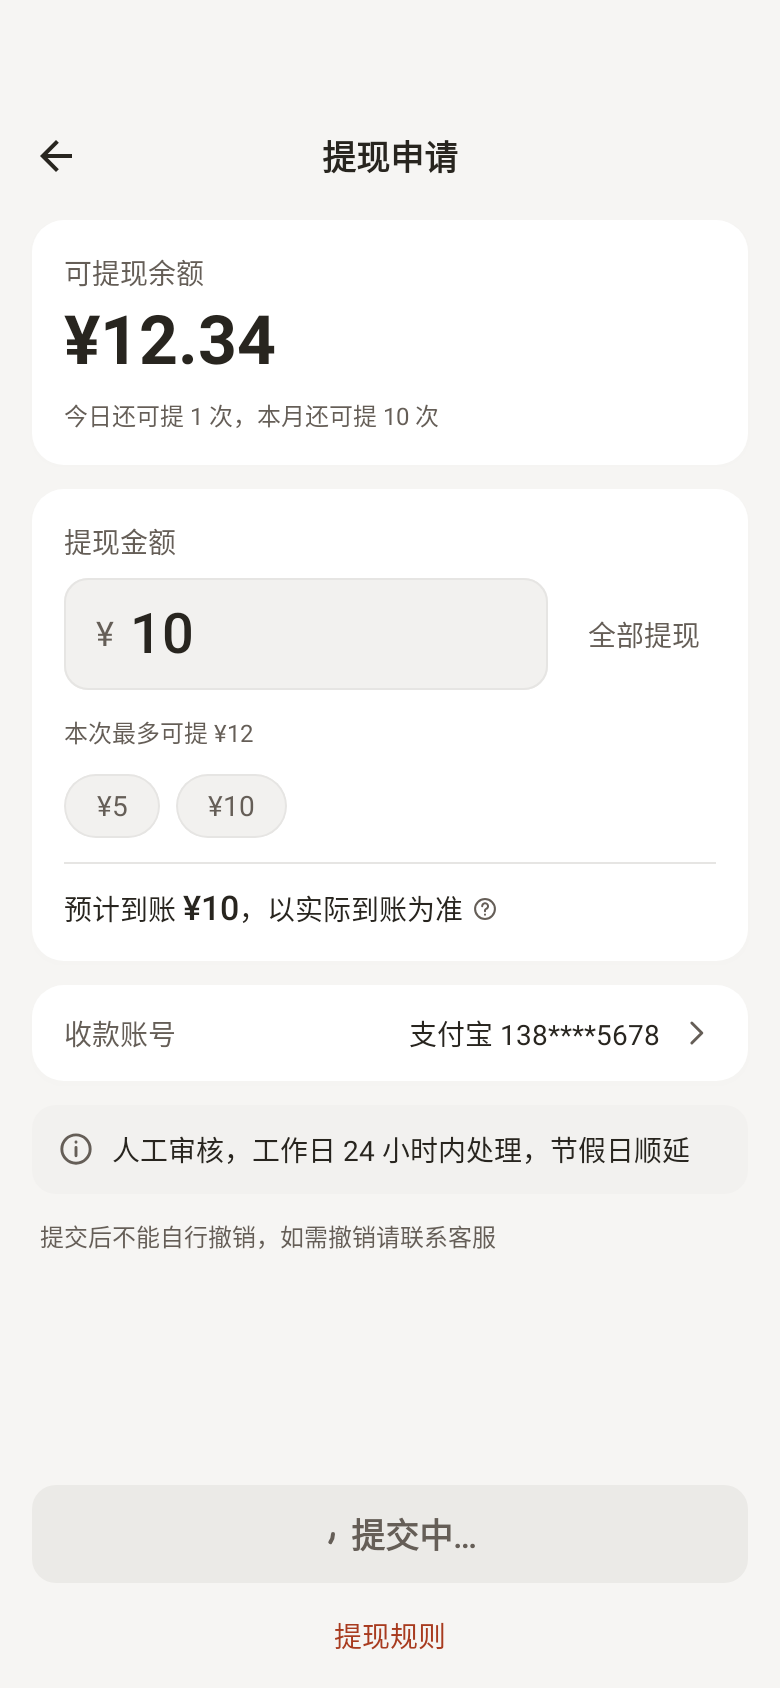 提现申请
可提现余额
¥12.34
今日还可提 1 次，本月还可提 10 次
提现金额
¥ 10
全部提现
本次最多可提 ¥12
¥5
¥10
预计到账 ¥10，以实际到账为准
收款账号
支付宝 138****5678
人工审核，工作日 24 小时内处理，节假日顺延
提交后不能自行撤销，如需撤销请联系客服
提交中…
提现规则